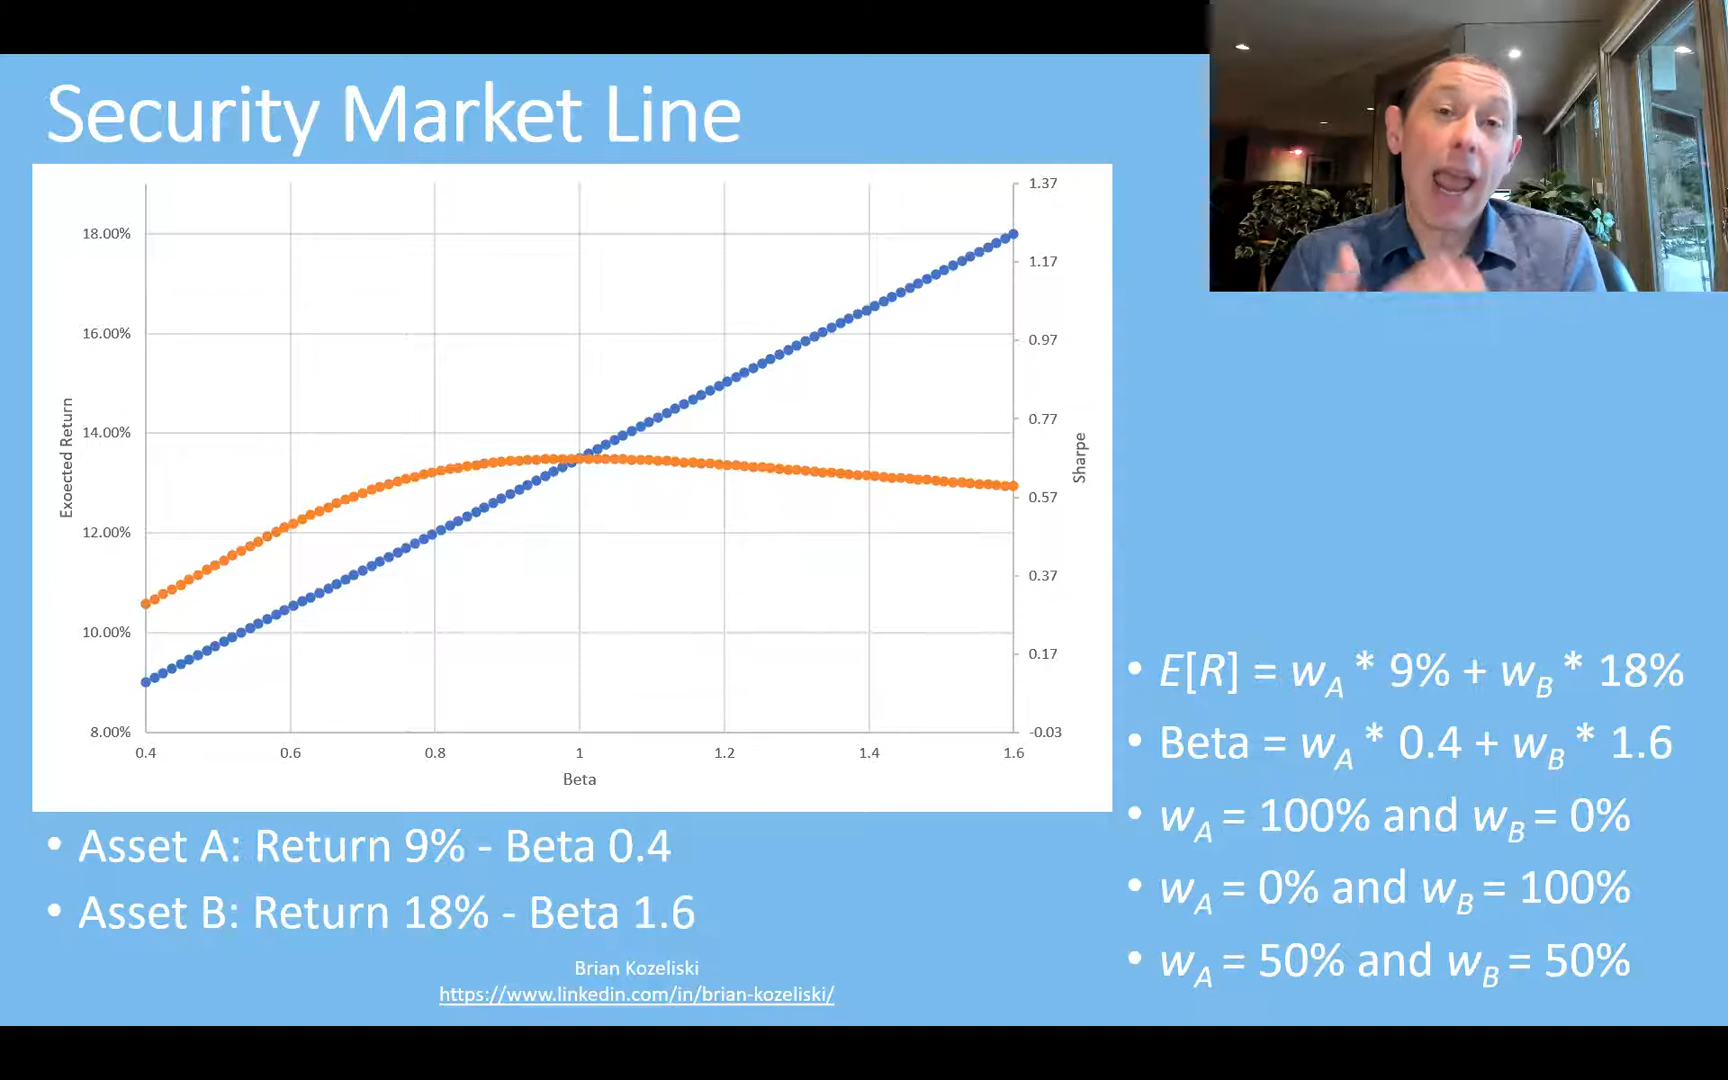 Security Market Line
18.00%
16.00%
14.00%
12.00%
10.00%
8.00%
Exoected Return
1.37
1.17
0.97
0.77
0.57
0.37
0.17
-0.03
Sharpe
0.4 0.6 0.8 1 1.2 1.4 1.6
Beta
• Asset A: Return 9% - Beta 0.4
• Asset B: Return 18% - Beta 1.6
Brian Kozeliski
https://www.linkedin.com/in/brian-kozeliski/
• E[R] = wA * 9% + wB * 18%
• Beta = wA * 0.4 + wB * 1.6
• wA = 100% and wB = 0%
• wA = 0% and wB = 100%
• wA = 50% and wB = 50%